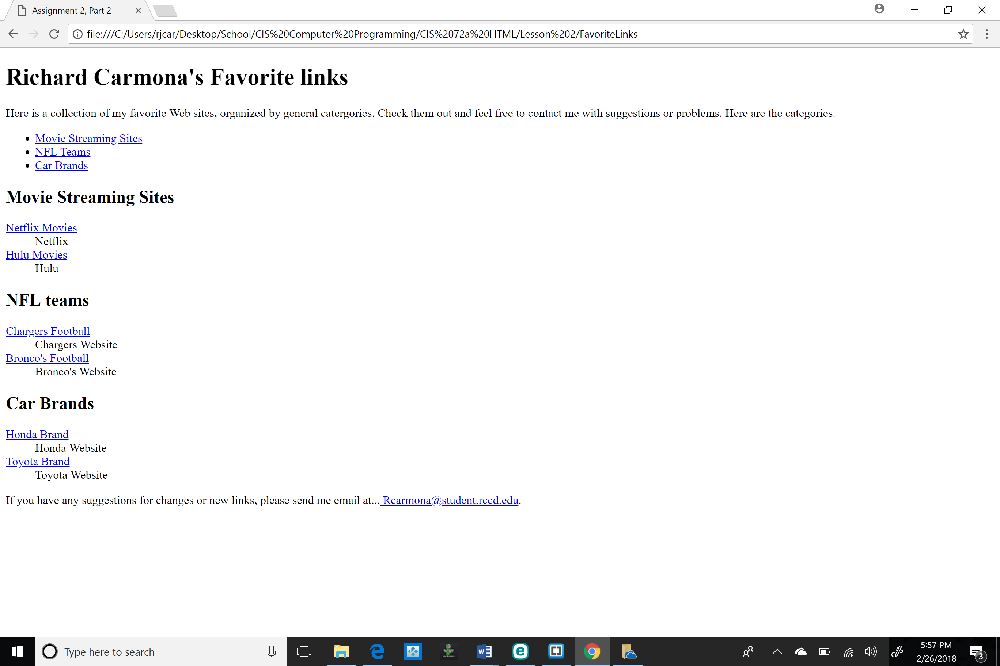 Assignment 2, Part 2
file:///C:/Users/rjcar/Desktop/School/CIS%20Computer%20Programming/CIS%2072a%20HTML/Lesson%202/FavoriteLinks
Richard Carmona's Favorite links
Here is a collection of my favorite Web sites, organized by general catergories. Check them out and feel free to contact me with suggestions or problems. Here are the categories.
Movie Streaming Sites
NFL Teams
Car Brands
Movie Streaming Sites
Netflix Movies
Netflix
Hulu Movies
Hulu
NFL teams
Chargers Football
Chargers Website
Bronco's Football
Bronco's Website
Car Brands
Honda Brand
Honda Website
Toyota Brand
Toyota Website
If you have any suggestions for changes or new links, please send me email at... Rcarmona@student.rccd.edu.
Type here to search
5:57 PM
2/26/2018
3